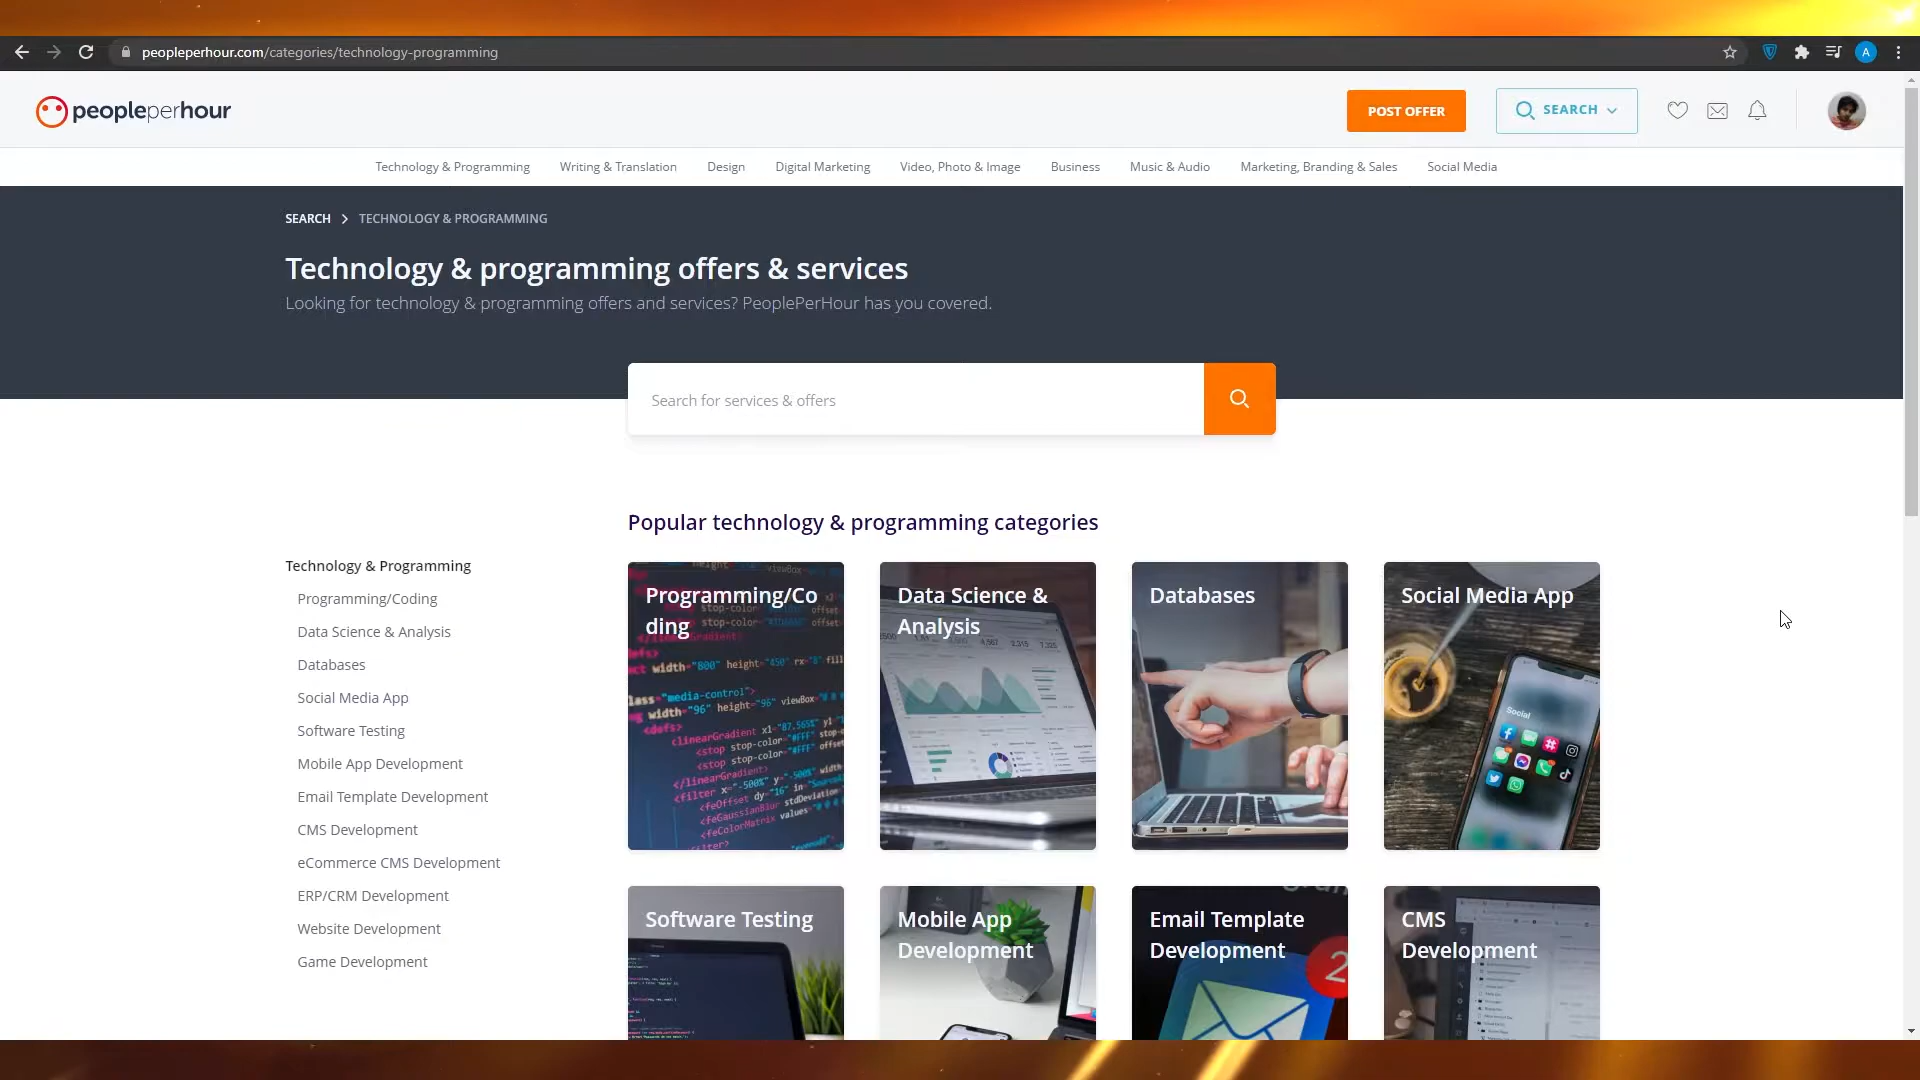 peopleperhour.com/categories/technology-programming
A
peopleperhour
POST OFFER
SEARCH
Technology & Programming Writing & Translation Design Digital Marketing Video, Photo & Image Business Music & Audio Marketing, Branding & Sales Social Media
SEARCH > TECHNOLOGY & PROGRAMMING
Technology & programming offers & services
Looking for technology & programming offers and services? PeoplePerHour has you covered.
Search for services & offers
Popular technology & programming categories
Technology & Programming
Programming/Coding
Data Science & Analysis
Databases
Social Media App
Software Testing
Mobile App Development
Email Template Development
CMS Development
eCommerce CMS Development
ERP/CRM Development
Website Development
Game Development
Programming/Co
ding
Data Science &
Analysis
Databases
Social Media App
Social
Software Testing
Mobile App
Development
Email Template
Development
2
CMS
Development